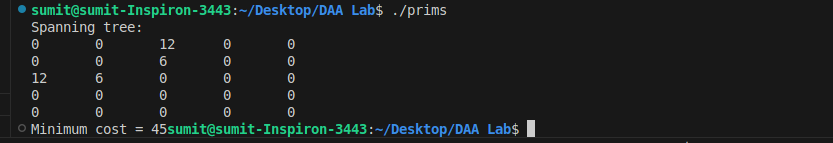 sumit@sumit-Inspiron-3443:~/Desktop/DAA Lab$ ./prims
Spanning tree:
0 0 12 0 0
0 0 6 0 0
12 6 0 0 0
0 0 0 0 0
0 0 0 0 0
Minimum cost = 45sumit@sumit-Inspiron-3443:~/Desktop/DAA Lab$